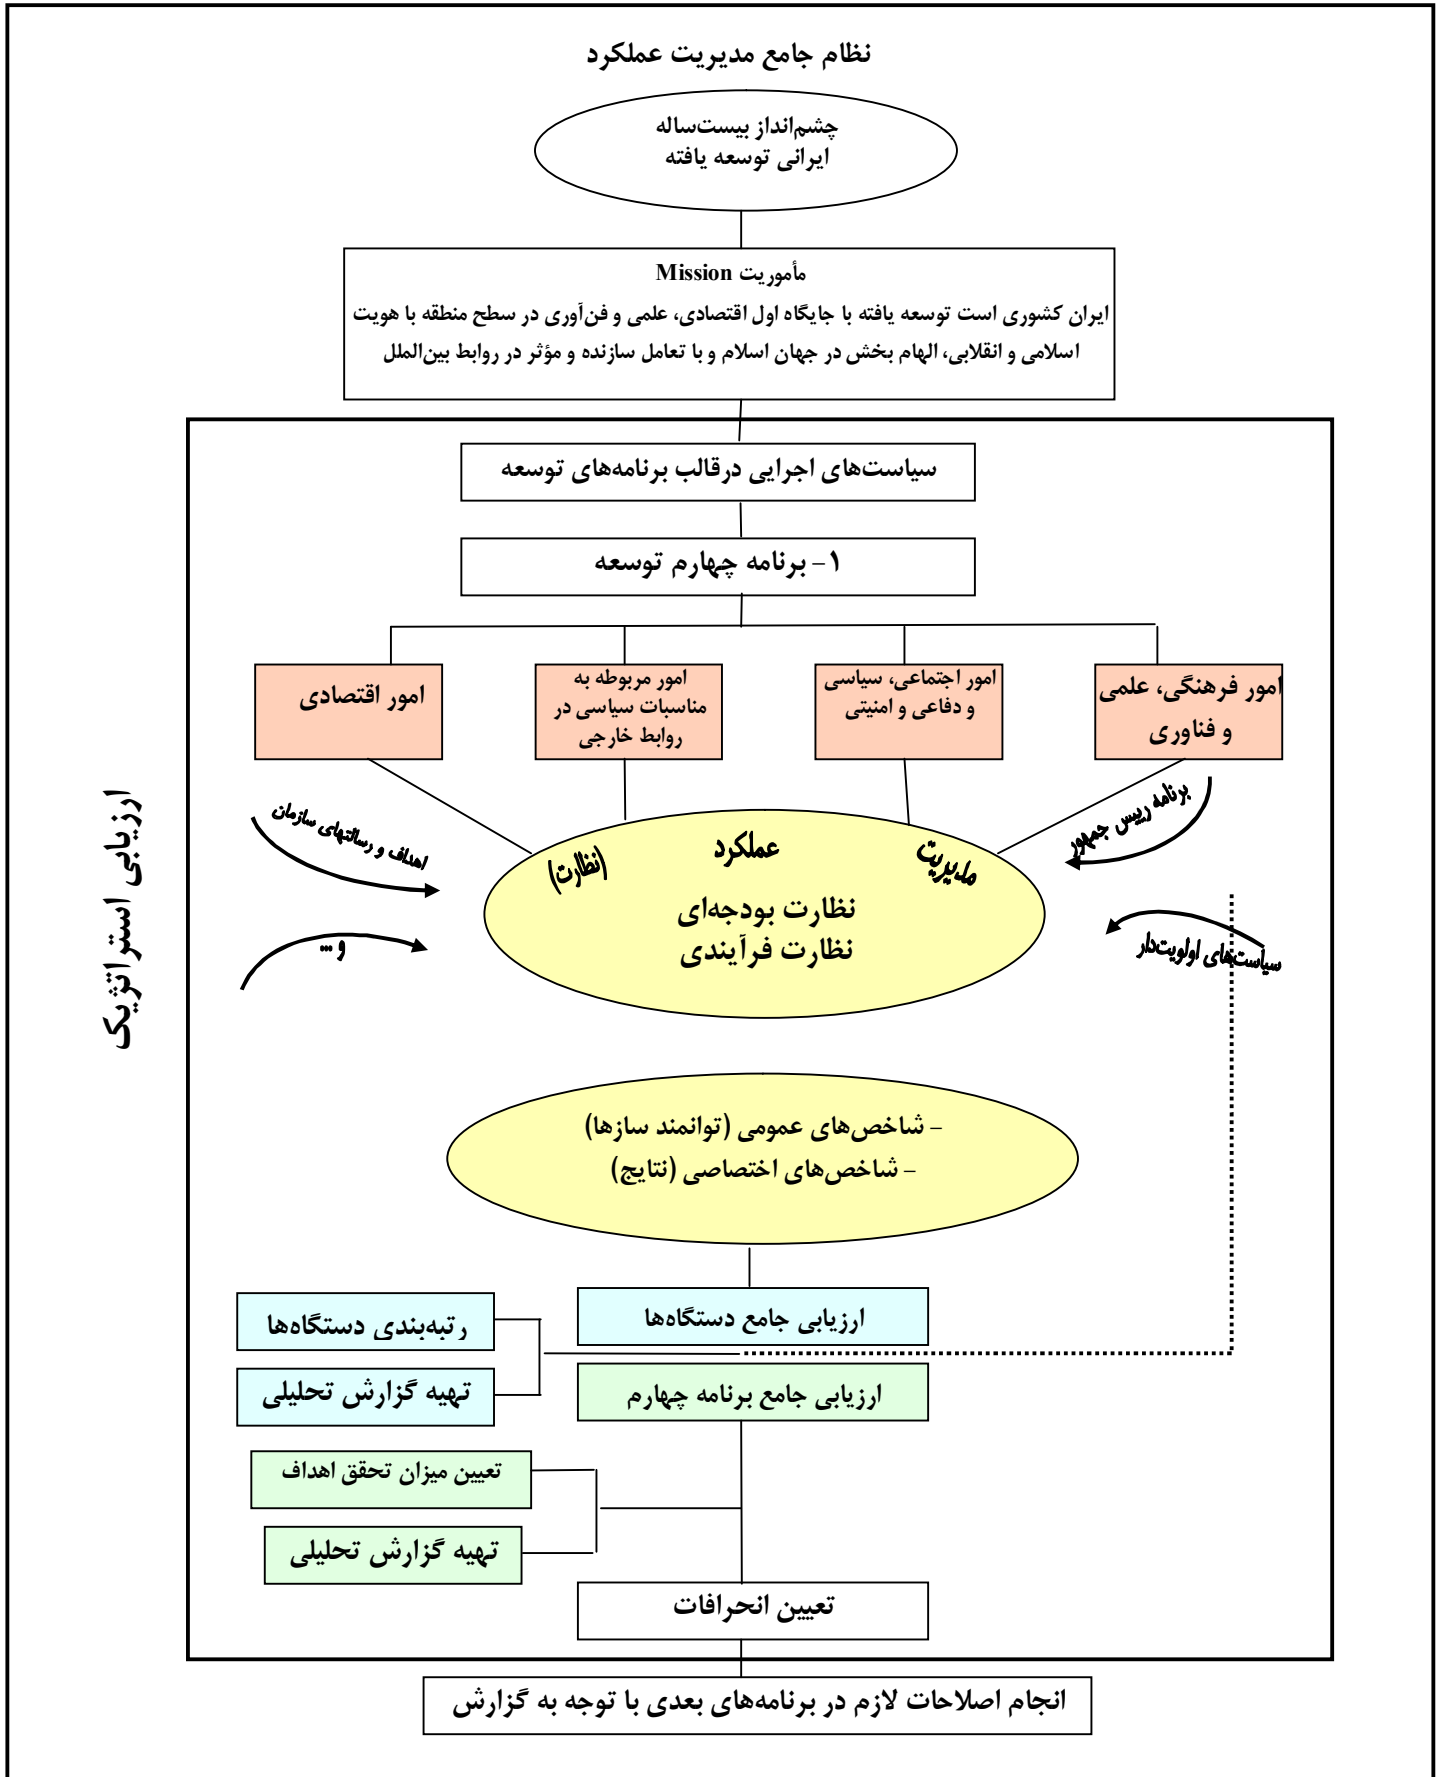 نظام جامع مدیریت عملکرد
چشم‌انداز بیست‌ساله
ایرانی توسعه یافته
مأموریت Mission
ایران کشوری است توسعه یافته با جایگاه اول اقتصادی، علمی و فن‌آوری در سطح منطقه با هویت
اسلامی و انقلابی، الهام بخش در جهان اسلام و با تعامل سازنده و مؤثر در روابط بین‌الملل
سیاست‌های اجرایی درقالب برنامه‌های توسعه
۱- برنامه چهارم توسعه
امور فرهنگی، علمی
و فناوری
امور اجتماعی، سیاسی
و دفاعی و امنیتی
امور مربوطه به
مناسبات سیاسی در
روابط خارجی
امور اقتصادی
برنامه رییس جمهور
اهداف و رسالتهای سازمان
مدیریت عملکرد (نظارت)
نظارت بودجه‌ای
نظارت فرآیندی
سیاست‌های اولویت‌دار
و ...
ارزیابی استراتژیک
- شاخص‌های عمومی (توانمند سازها)
- شاخص‌های اختصاصی (نتایج)
ارزیابی جامع دستگاه‌ها
رتبه‌بندی دستگاه‌ها
ارزیابی جامع برنامه چهارم
تهیه گزارش تحلیلی
تعیین میزان تحقق اهداف
تهیه گزارش تحلیلی
تعیین انحرافات
انجام اصلاحات لازم در برنامه‌های بعدی با توجه به گزارش